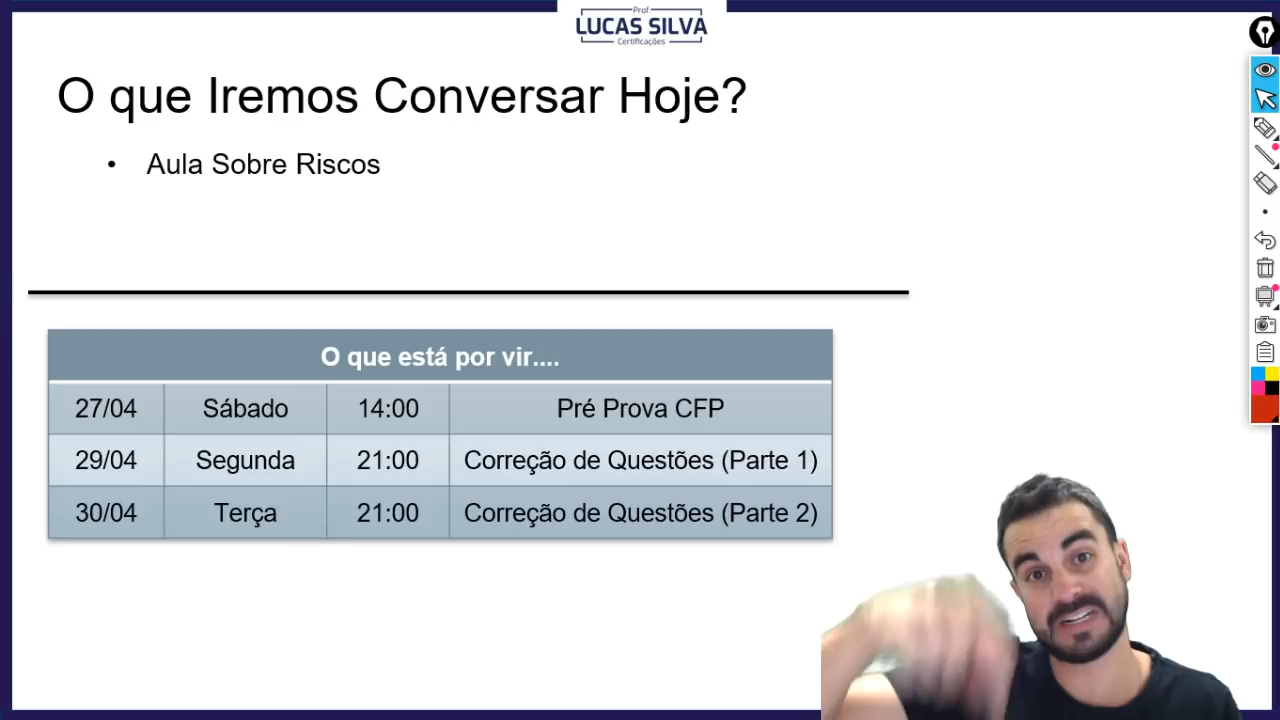 Prof
LUCAS SILVA
Certificações
O que Iremos Conversar Hoje?
• Aula Sobre Riscos
O que está por vir....
27/04 Sábado 14:00 Pré Prova CFP
29/04 Segunda 21:00 Correção de Questões (Parte 1)
30/04 Terça 21:00 Correção de Questões (Parte 2)